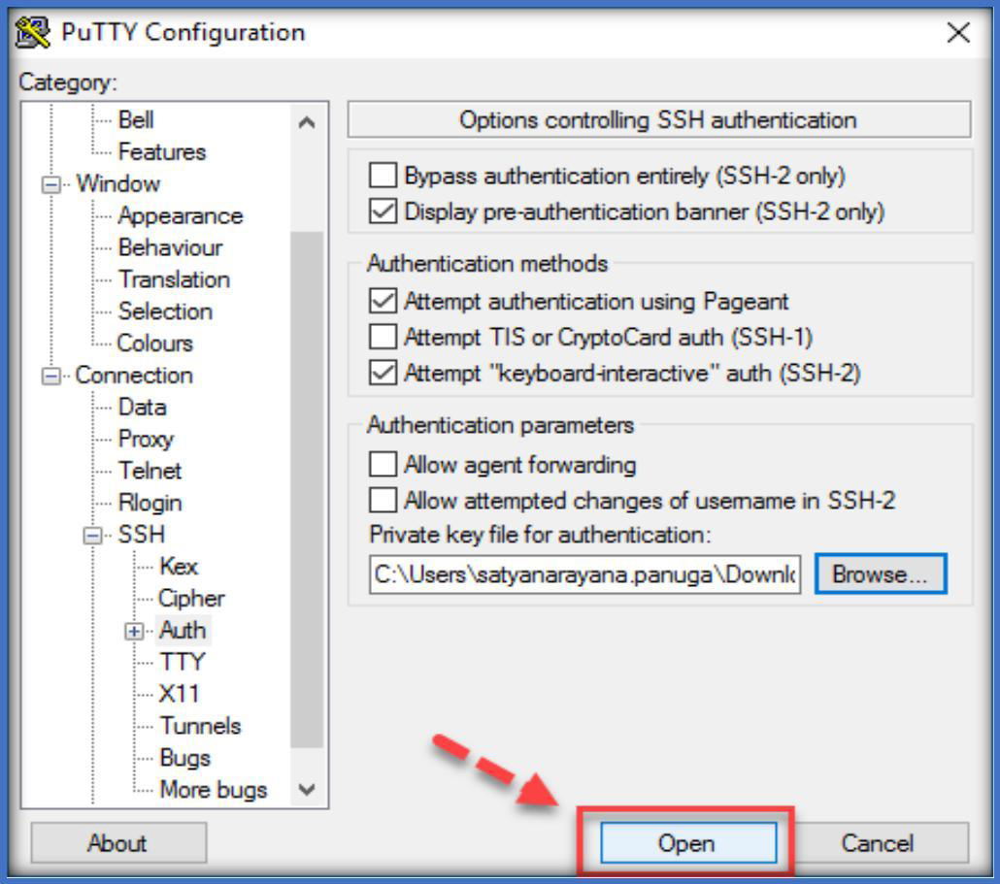 PuTTY Configuration
Category:
Bell
Features
Window
Appearance
Behaviour
Translation
Selection
Colours
Connection
Data
Proxy
Telnet
Rlogin
SSH
Kex
Cipher
Auth
TTY
X11
Tunnels
Bugs
More bugs
Options controlling SSH authentication
Bypass authentication entirely (SSH-2 only)
Display pre-authentication banner (SSH-2 only)
Authentication methods
Attempt authentication using Pageant
Attempt TIS or CryptoCard auth (SSH-1)
Attempt "keyboard-interactive" auth (SSH-2)
Authentication parameters
Allow agent forwarding
Allow attempted changes of username in SSH-2
Private key file for authentication:
C:\Users\satyanarayana.panuga\Downlo
Browse...
About
Open
Cancel